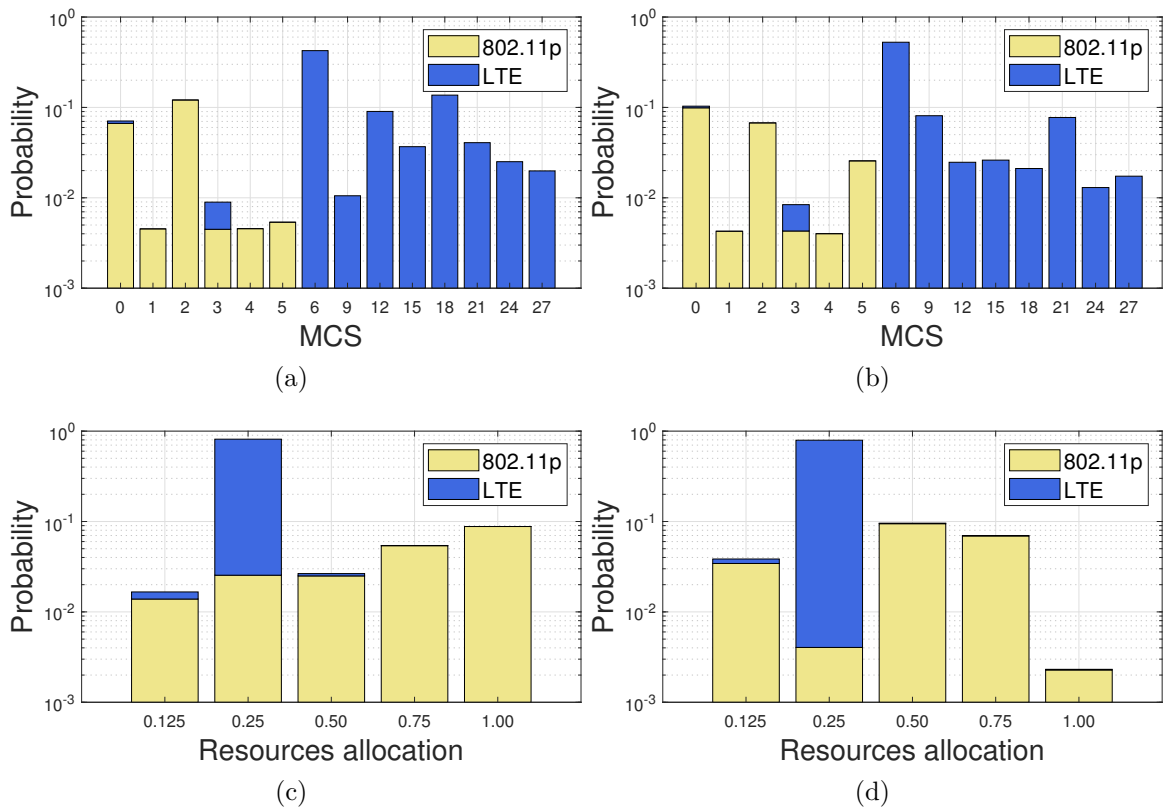 10^0
10^-1
10^-2
10^-3
Probability
802.11p
LTE
0 1 2 3 4 5 6 9 12 15 18 21 24 27
MCS
(a)
10^0
10^-1
10^-2
10^-3
Probability
802.11p
LTE
0 1 2 3 4 5 6 9 12 15 18 21 24 27
MCS
(b)
10^0
10^-1
10^-2
10^-3
Probability
802.11p
LTE
0.125 0.25 0.50 0.75 1.00
Resources allocation
(c)
10^0
10^-1
10^-2
10^-3
Probability
802.11p
LTE
0.125 0.25 0.50 0.75 1.00
Resources allocation
(d)